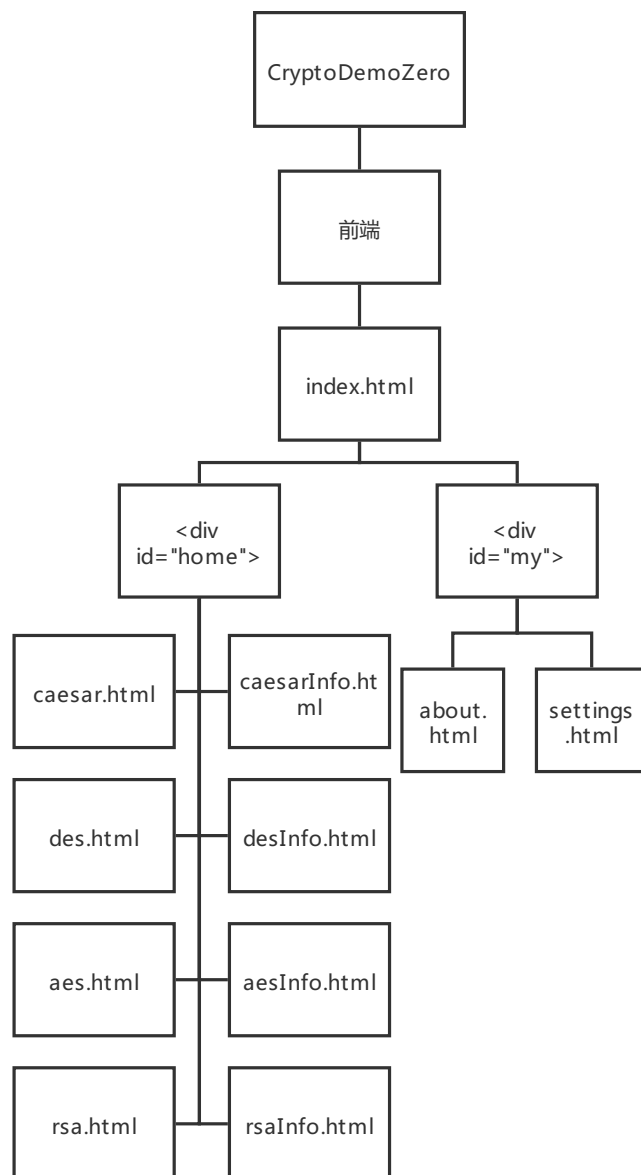 CryptoDemoZero
前端
index.html
<div
id="home">
<div
id="my">
caesar.html
caesarInfo.ht
ml
about.
html
settings
.html
des.html
desInfo.html
aes.html
aesInfo.html
rsa.html
rsaInfo.html